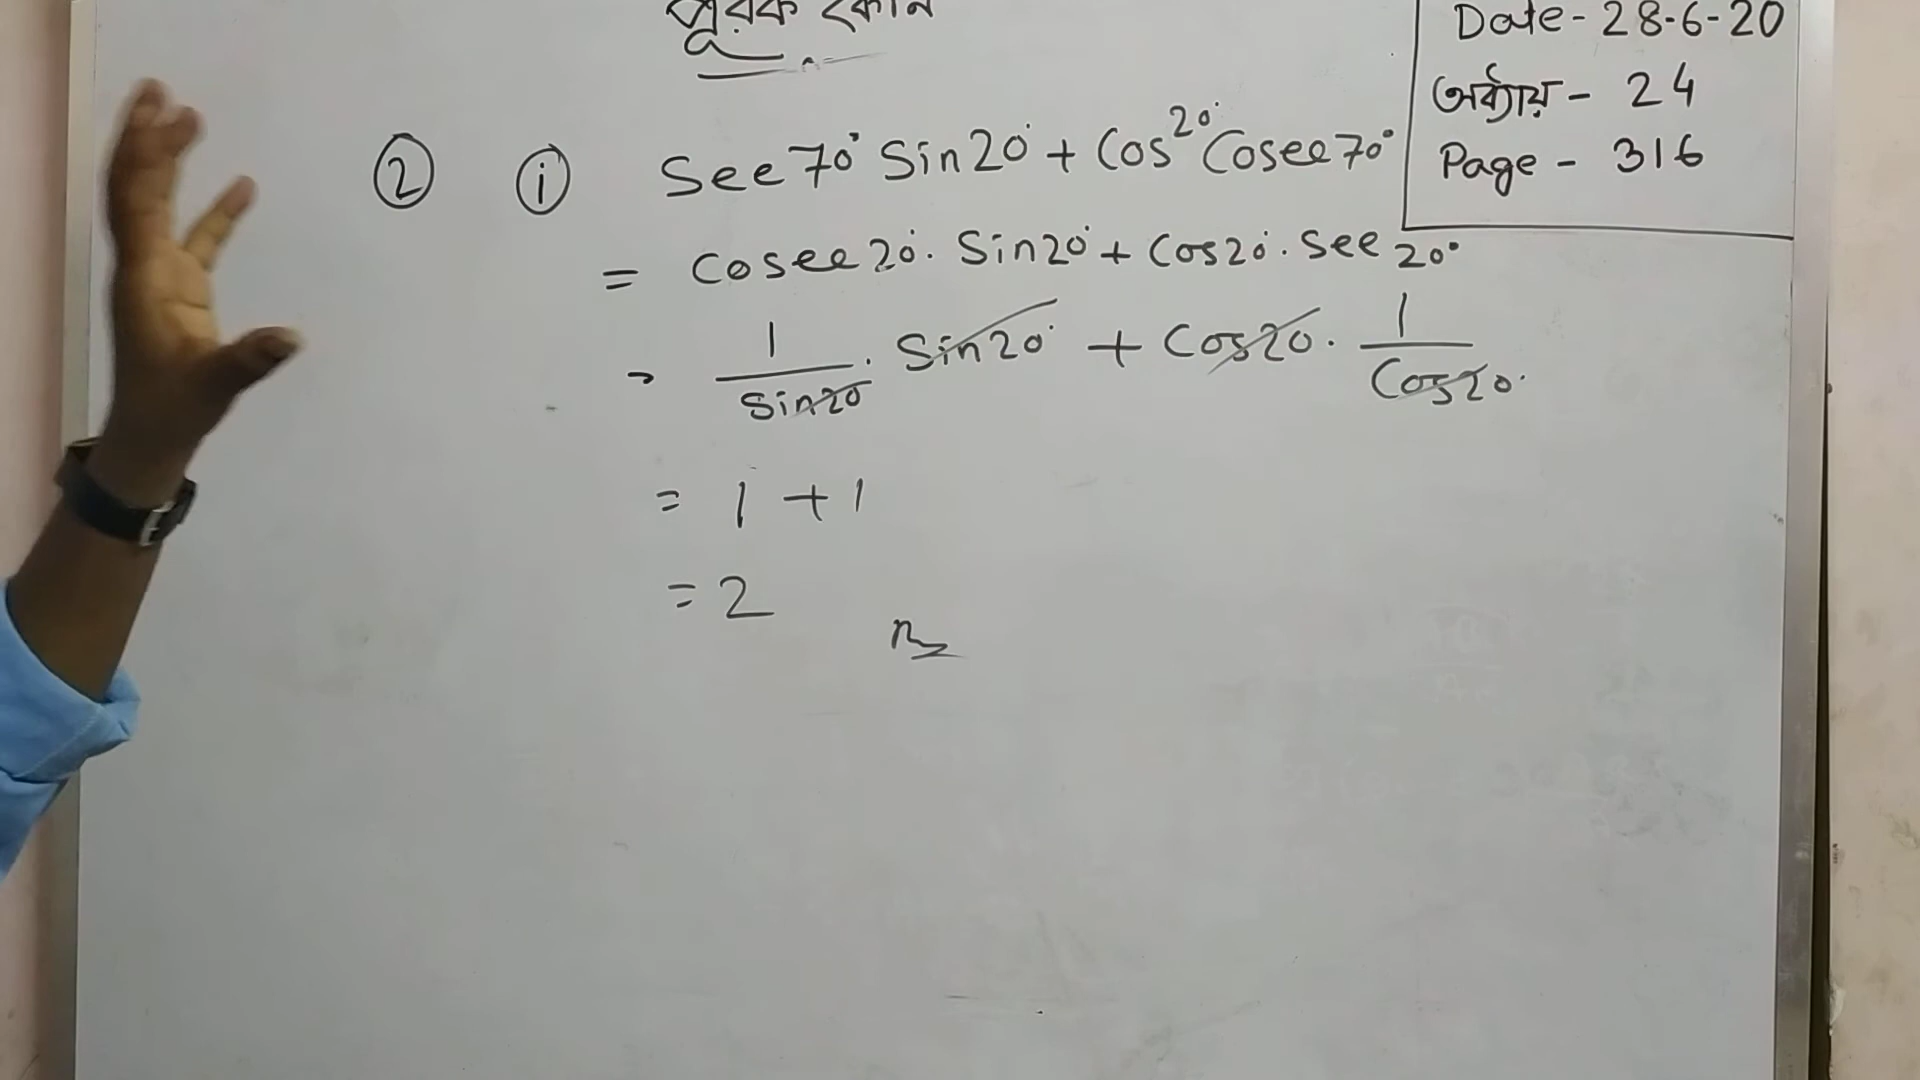 পূরক কোন
Date - 28-6-20
অধ্যায় - 24
Page - 316
② ⓘ Sec 70° Sin 20° + Cos 20° Cosec 70°
= Cosec 20°. Sin 20° + Cos 20°. Sec 20°
= 1/Sin 20° . Sin 20° + Cos 20°. 1/Cos 20°
= 1 + 1
= 2